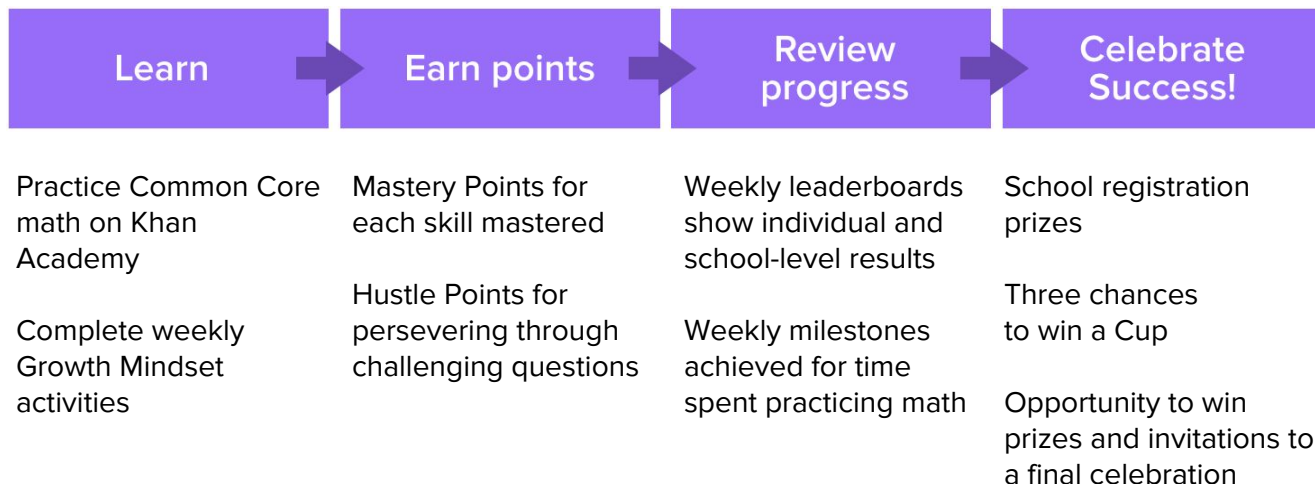 Learn
Earn points
Review
progress
Celebrate
Success!
Practice Common Core
math on Khan
Academy
Complete weekly
Growth Mindset
activities
Mastery Points for
each skill mastered
Hustle Points for
persevering through
challenging questions
Weekly leaderboards
show individual and
school-level results
Weekly milestones
achieved for time
spent practicing math
School registration
prizes
Three chances
to win a Cup
Opportunity to win
prizes and invitations to
a final celebration